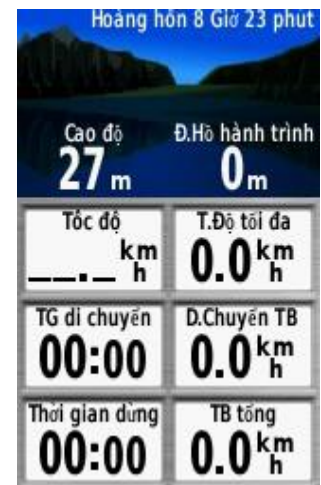 Hoàng hôn 8 Giờ 23 phút
Cao độ Đ.Hồ hành trình
27 m 0 m
Tốc độ T.Độ tối đa
__._ km/h 0.0 km/h
TG di chuyển D.Chuyển TB
00:00 0.0 km/h
Thời gian dừng TB tổng
00:00 0.0 km/h